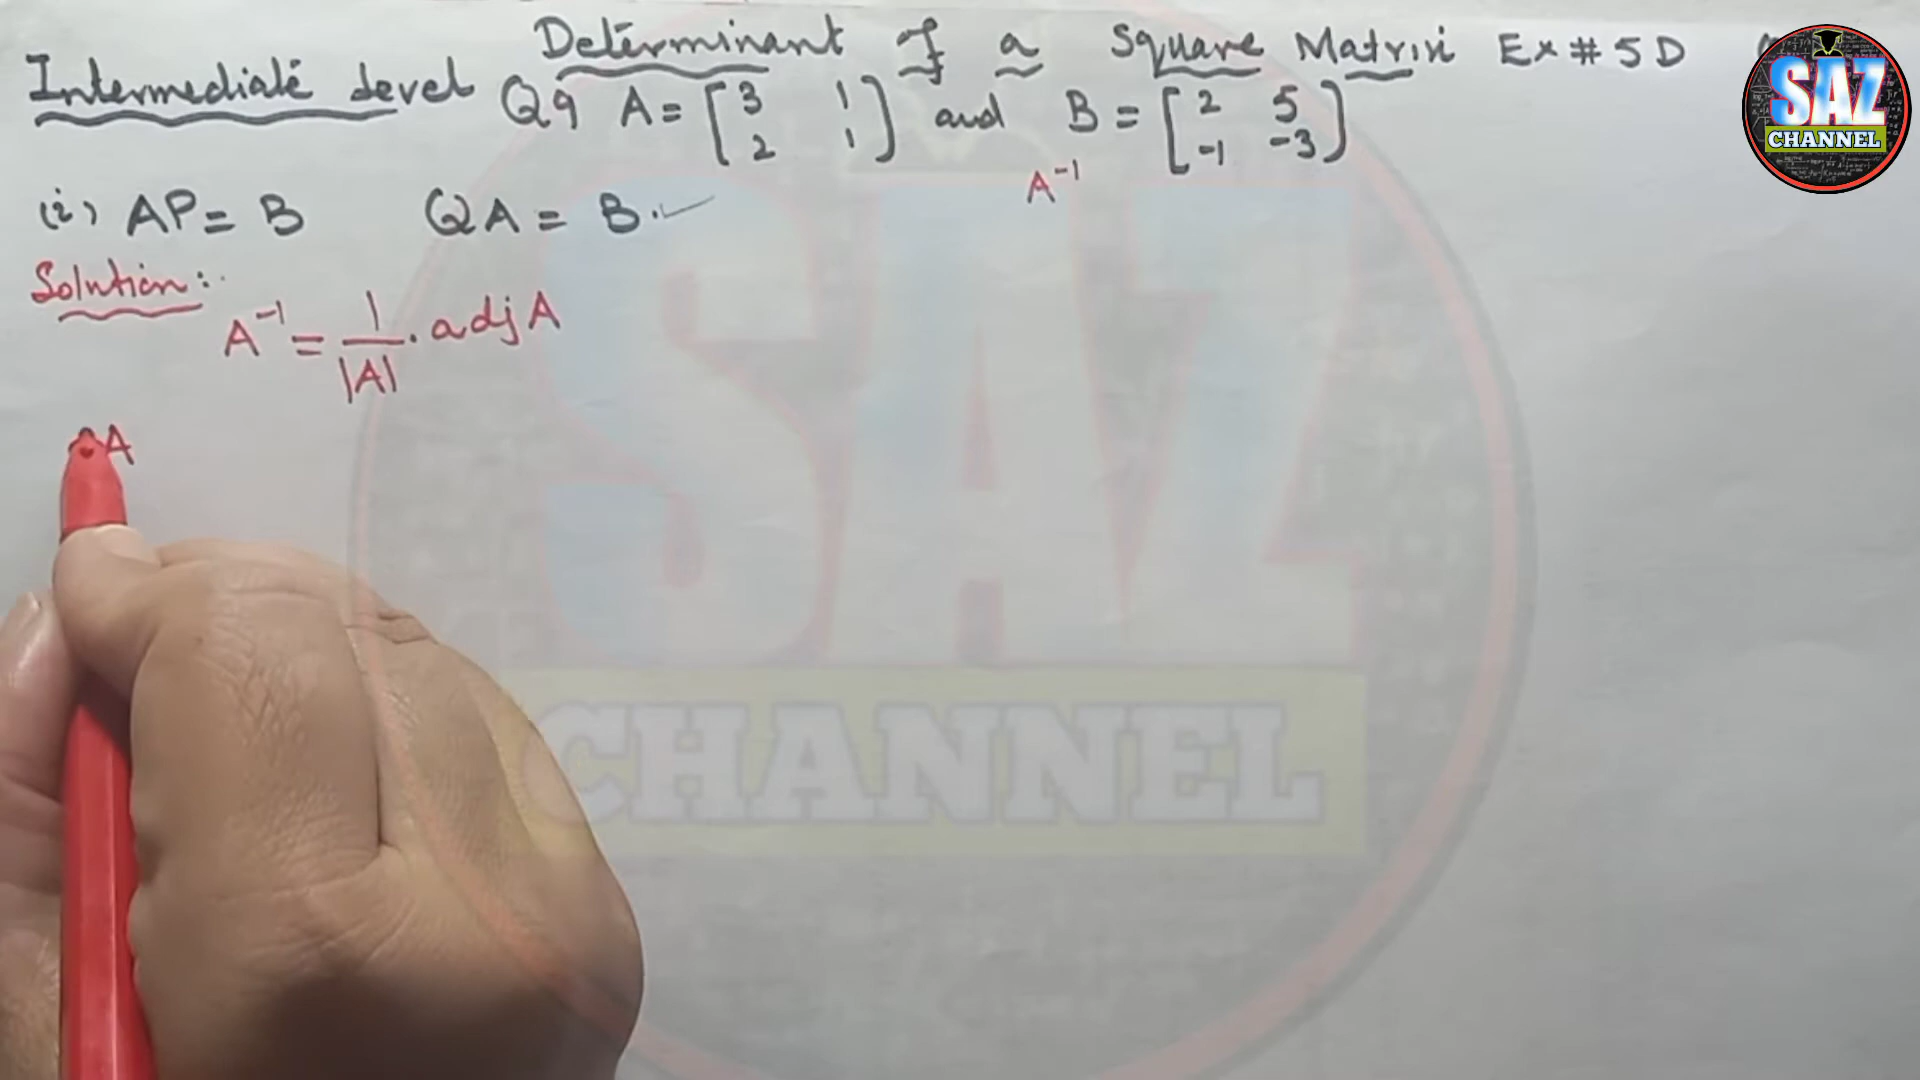 Determinant of a Square Matrix Ex # 5D
Intermediate level Q9 A = [3 1 and B = [2 5
2 1] -1 -3]
A⁻¹
(i) AP = B QA = B.
Solution:
A⁻¹ = 1/|A| . adj A
A
SAZ
CHANNEL
SAZ
CHANNEL